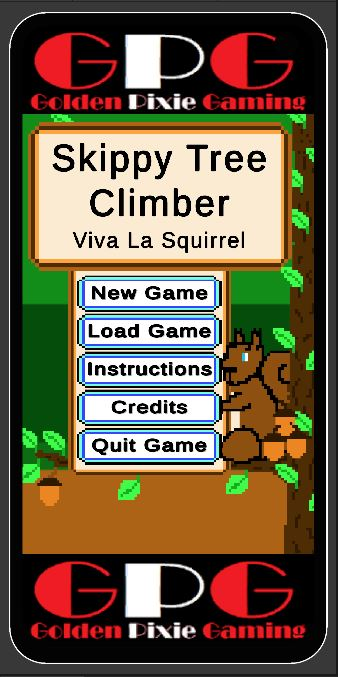 GPG
Golden Pixie Gaming
Skippy Tree
Climber
Viva La Squirrel
New Game
Load Game
Instructions
Credits
Quit Game
GPG
Golden Pixie Gaming